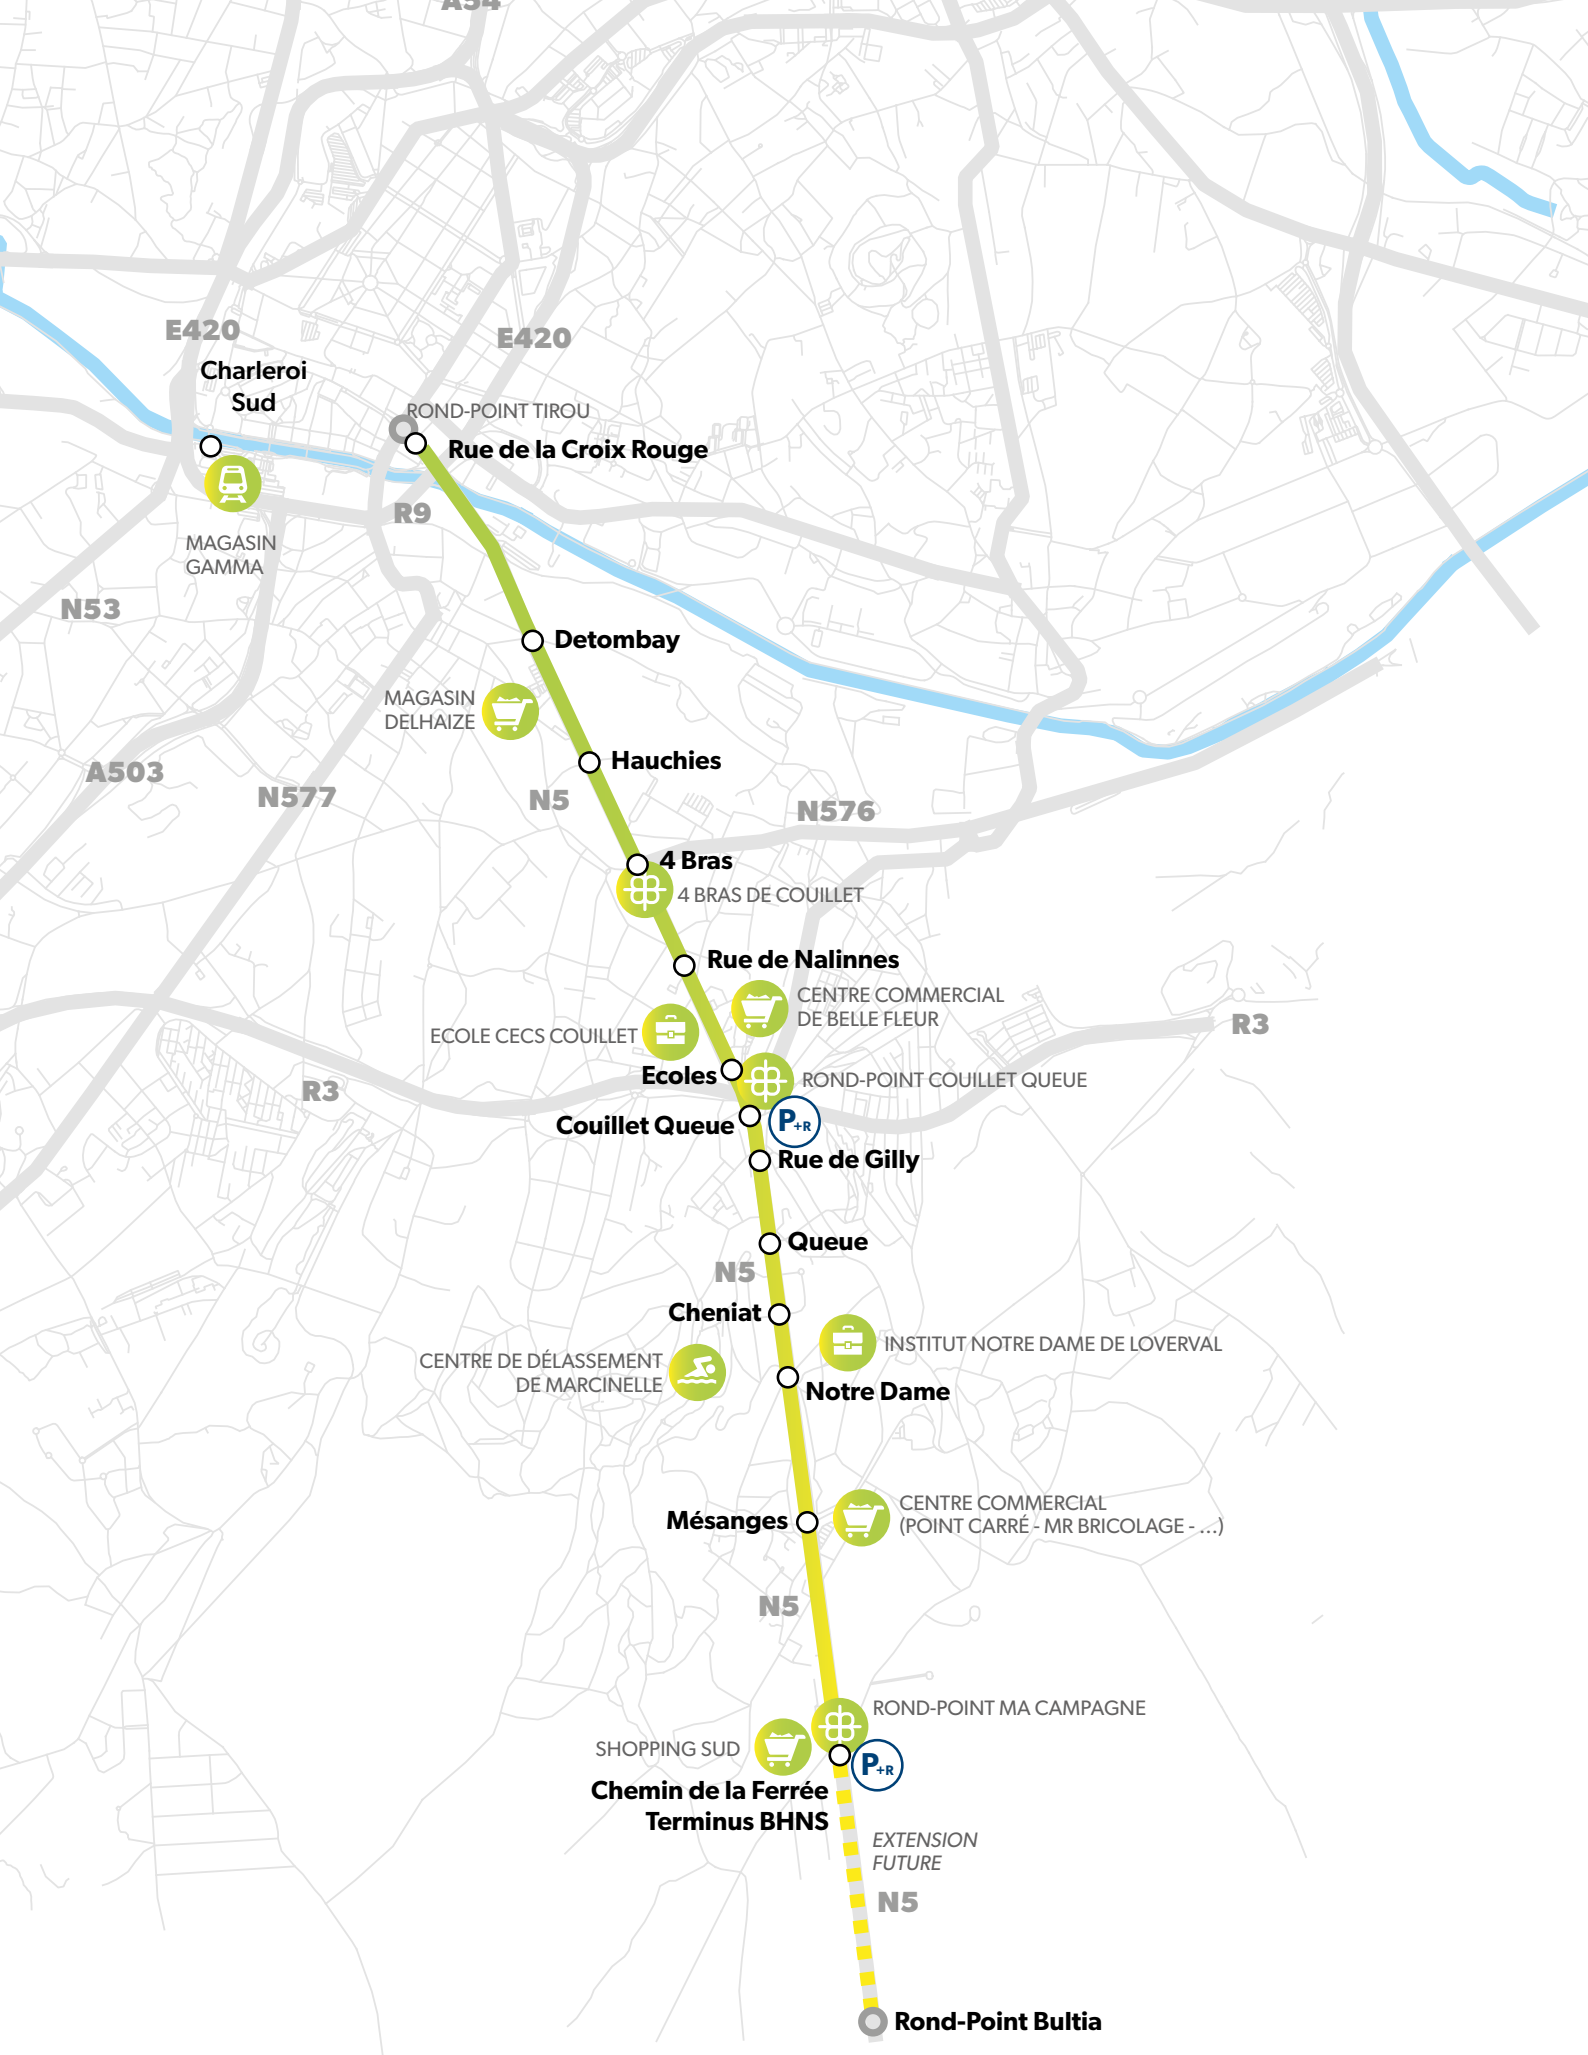 A54
E420
E420
Charleroi
Sud
ROND-POINT TIROU
Rue de la Croix Rouge
R9
MAGASIN
GAMMA
N53
Detombay
MAGASIN
DELHAIZE
Hauchies
A503
N577
N5
N576
4 Bras
4 BRAS DE COUILLET
Rue de Nalinnes
CENTRE COMMERCIAL
DE BELLE FLEUR
ECOLE CECS COUILLET
R3
Ecoles
ROND-POINT COUILLET QUEUE
R3
Couillet Queue
P+R
Rue de Gilly
Queue
N5
Cheniat
INSTITUT NOTRE DAME DE LOVERVAL
CENTRE DE DÉLASSEMENT
DE MARCINELLE
Notre Dame
CENTRE COMMERCIAL
(POINT CARRÉ - MR BRICOLAGE - ...)
Mésanges
N5
ROND-POINT MA CAMPAGNE
SHOPPING SUD
P+R
Chemin de la Ferrée
Terminus BHNS
EXTENSION
FUTURE
N5
Rond-Point Bultia